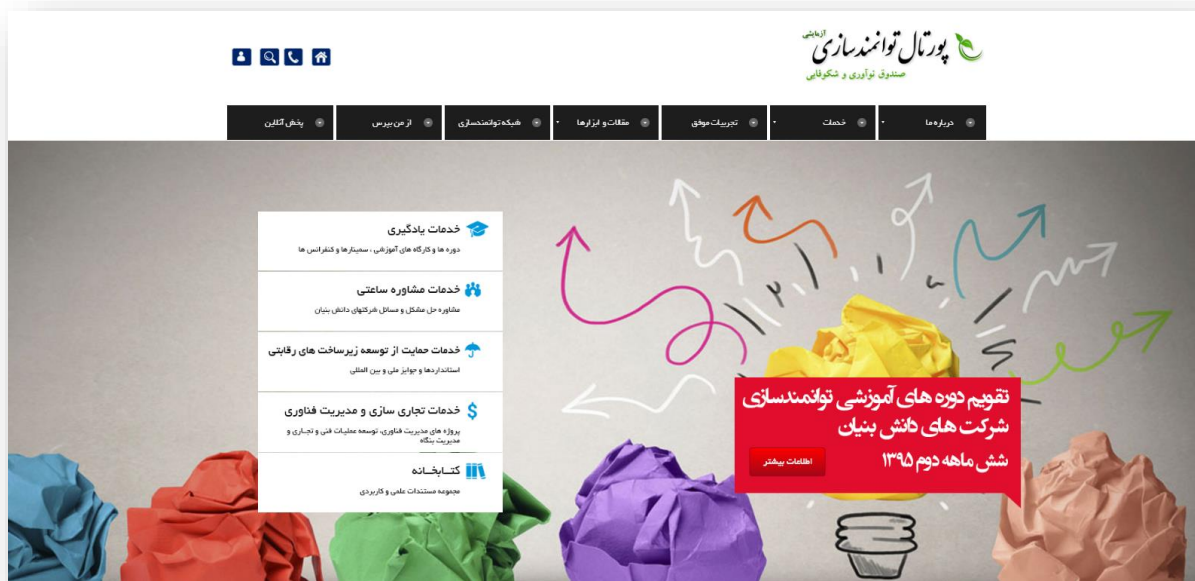 آزمایشی
پورتال توانمندسازی
صندوق نوآوری و شکوفایی
درباره ما
خدمات
تجربیات موفق
مقالات و ابزارها
شبکه توانمندسازی
از من بپرس
پخش آنلاین
خدمات یادگیری
دوره ها و کارگاه های آموزشی ، سمینارها و کنفرانس ها
خدمات مشاوره ساعتی
مشاوره حل مشکل و مسائل شرکتهای دانش بنیان
خدمات حمایت از توسعه زیرساخت های رقابتی
استانداردها و جوایز ملی و بین المللی
خدمات تجاری سازی و مدیریت فناوری
پروژه های مدیریت فناوری، توسعه عملیات فنی و تجـاری و
مدیریت بنگاه
کتــابخــانه
مجموعه مستندات علمی و کاربردی
تقویم دوره های آموزشی توانمندسازی
شرکت های دانش بنیان
شش ماهه دوم ۱۳۹۵
اطلاعات بیشتر